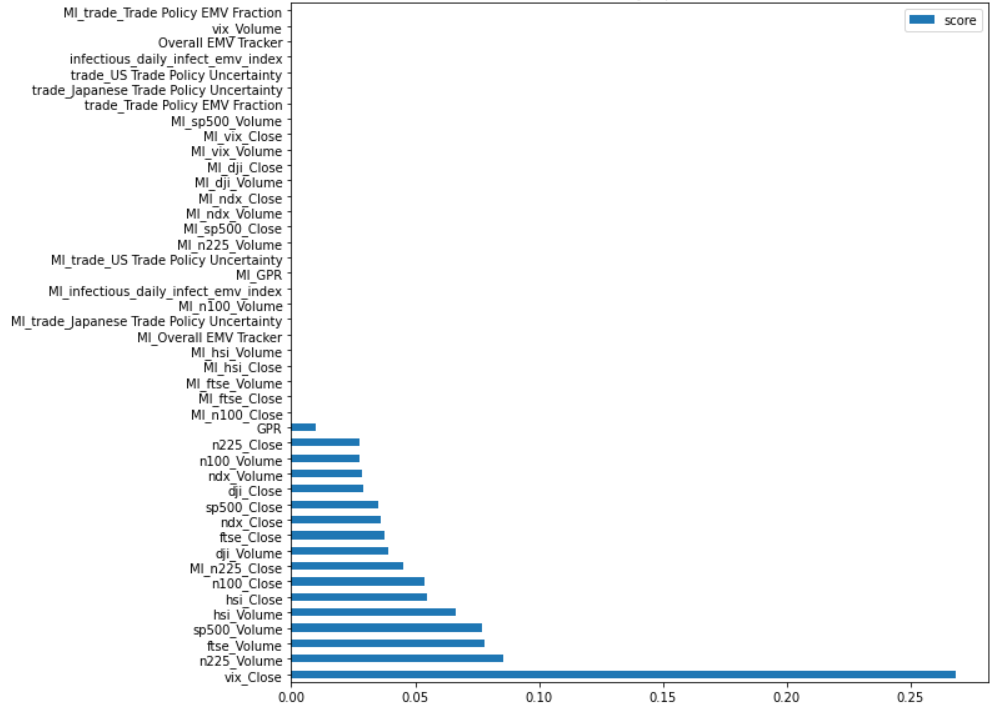 MI_trade_Trade Policy EMV Fraction
vix_Volume
Overall EMV Tracker
infectious_daily_infect_emv_index
trade_US Trade Policy Uncertainty
trade_Japanese Trade Policy Uncertainty
trade_Trade Policy EMV Fraction
MI_sp500_Volume
MI_vix_Close
MI_vix_Volume
MI_dji_Close
MI_dji_Volume
MI_ndx_Close
MI_ndx_Volume
MI_sp500_Close
MI_n225_Volume
MI_trade_US Trade Policy Uncertainty
MI_GPR
MI_infectious_daily_infect_emv_index
MI_n100_Volume
MI_trade_Japanese Trade Policy Uncertainty
MI_Overall EMV Tracker
MI_hsi_Volume
MI_hsi_Close
MI_ftse_Volume
MI_ftse_Close
MI_n100_Close
GPR
n225_Close
n100_Volume
ndx_Volume
dji_Close
sp500_Close
ndx_Close
ftse_Close
dji_Volume
MI_n225_Close
n100_Close
hsi_Close
hsi_Volume
sp500_Volume
ftse_Volume
n225_Volume
vix_Close
0.00 0.05 0.10 0.15 0.20 0.25
score